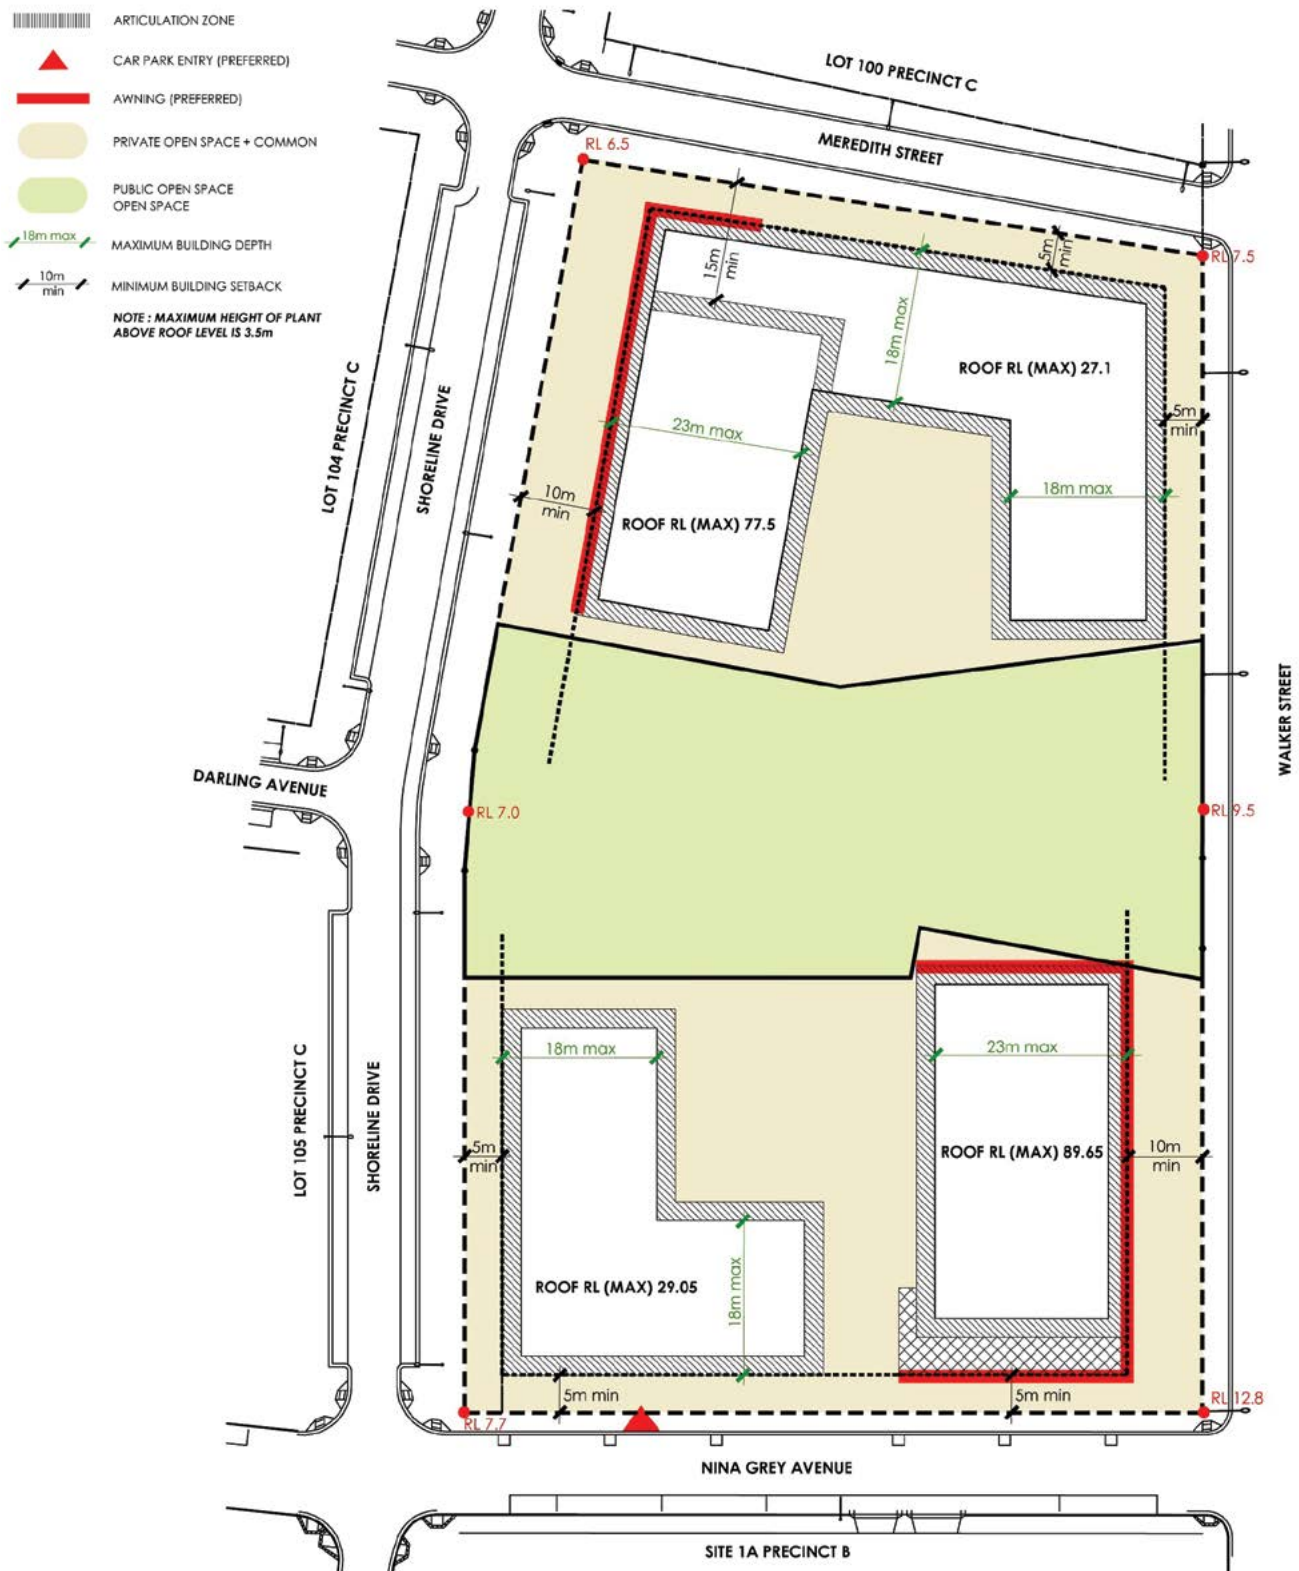 ARTICULATION ZONE
CAR PARK ENTRY (PREFERRED)
AWNING (PREFERRED)
PRIVATE OPEN SPACE + COMMON
PUBLIC OPEN SPACE
OPEN SPACE
18m max
MAXIMUM BUILDING DEPTH
10m
min
MINIMUM BUILDING SETBACK
NOTE : MAXIMUM HEIGHT OF PLANT
ABOVE ROOF LEVEL IS 3.5m
LOT 100 PRECINCT C
MEREDITH STREET
RL 6.5
RL 7.5
15m
min
5m
min
18m max
ROOF RL (MAX) 27.1
LOT 104 PRECINCT C
SHORELINE DRIVE
23m max
5m
min
10m
min
18m max
ROOF RL (MAX) 77.5
WALKER STREET
DARLING AVENUE
RL 7.0
RL 9.5
LOT 105 PRECINCT C
SHORELINE DRIVE
18m max
23m max
5m
min
ROOF RL (MAX) 89.65
10m
min
ROOF RL (MAX) 29.05
18m max
5m min
5m min
RL 7.7
RL 12.8
NINA GREY AVENUE
SITE 1A PRECINCT B